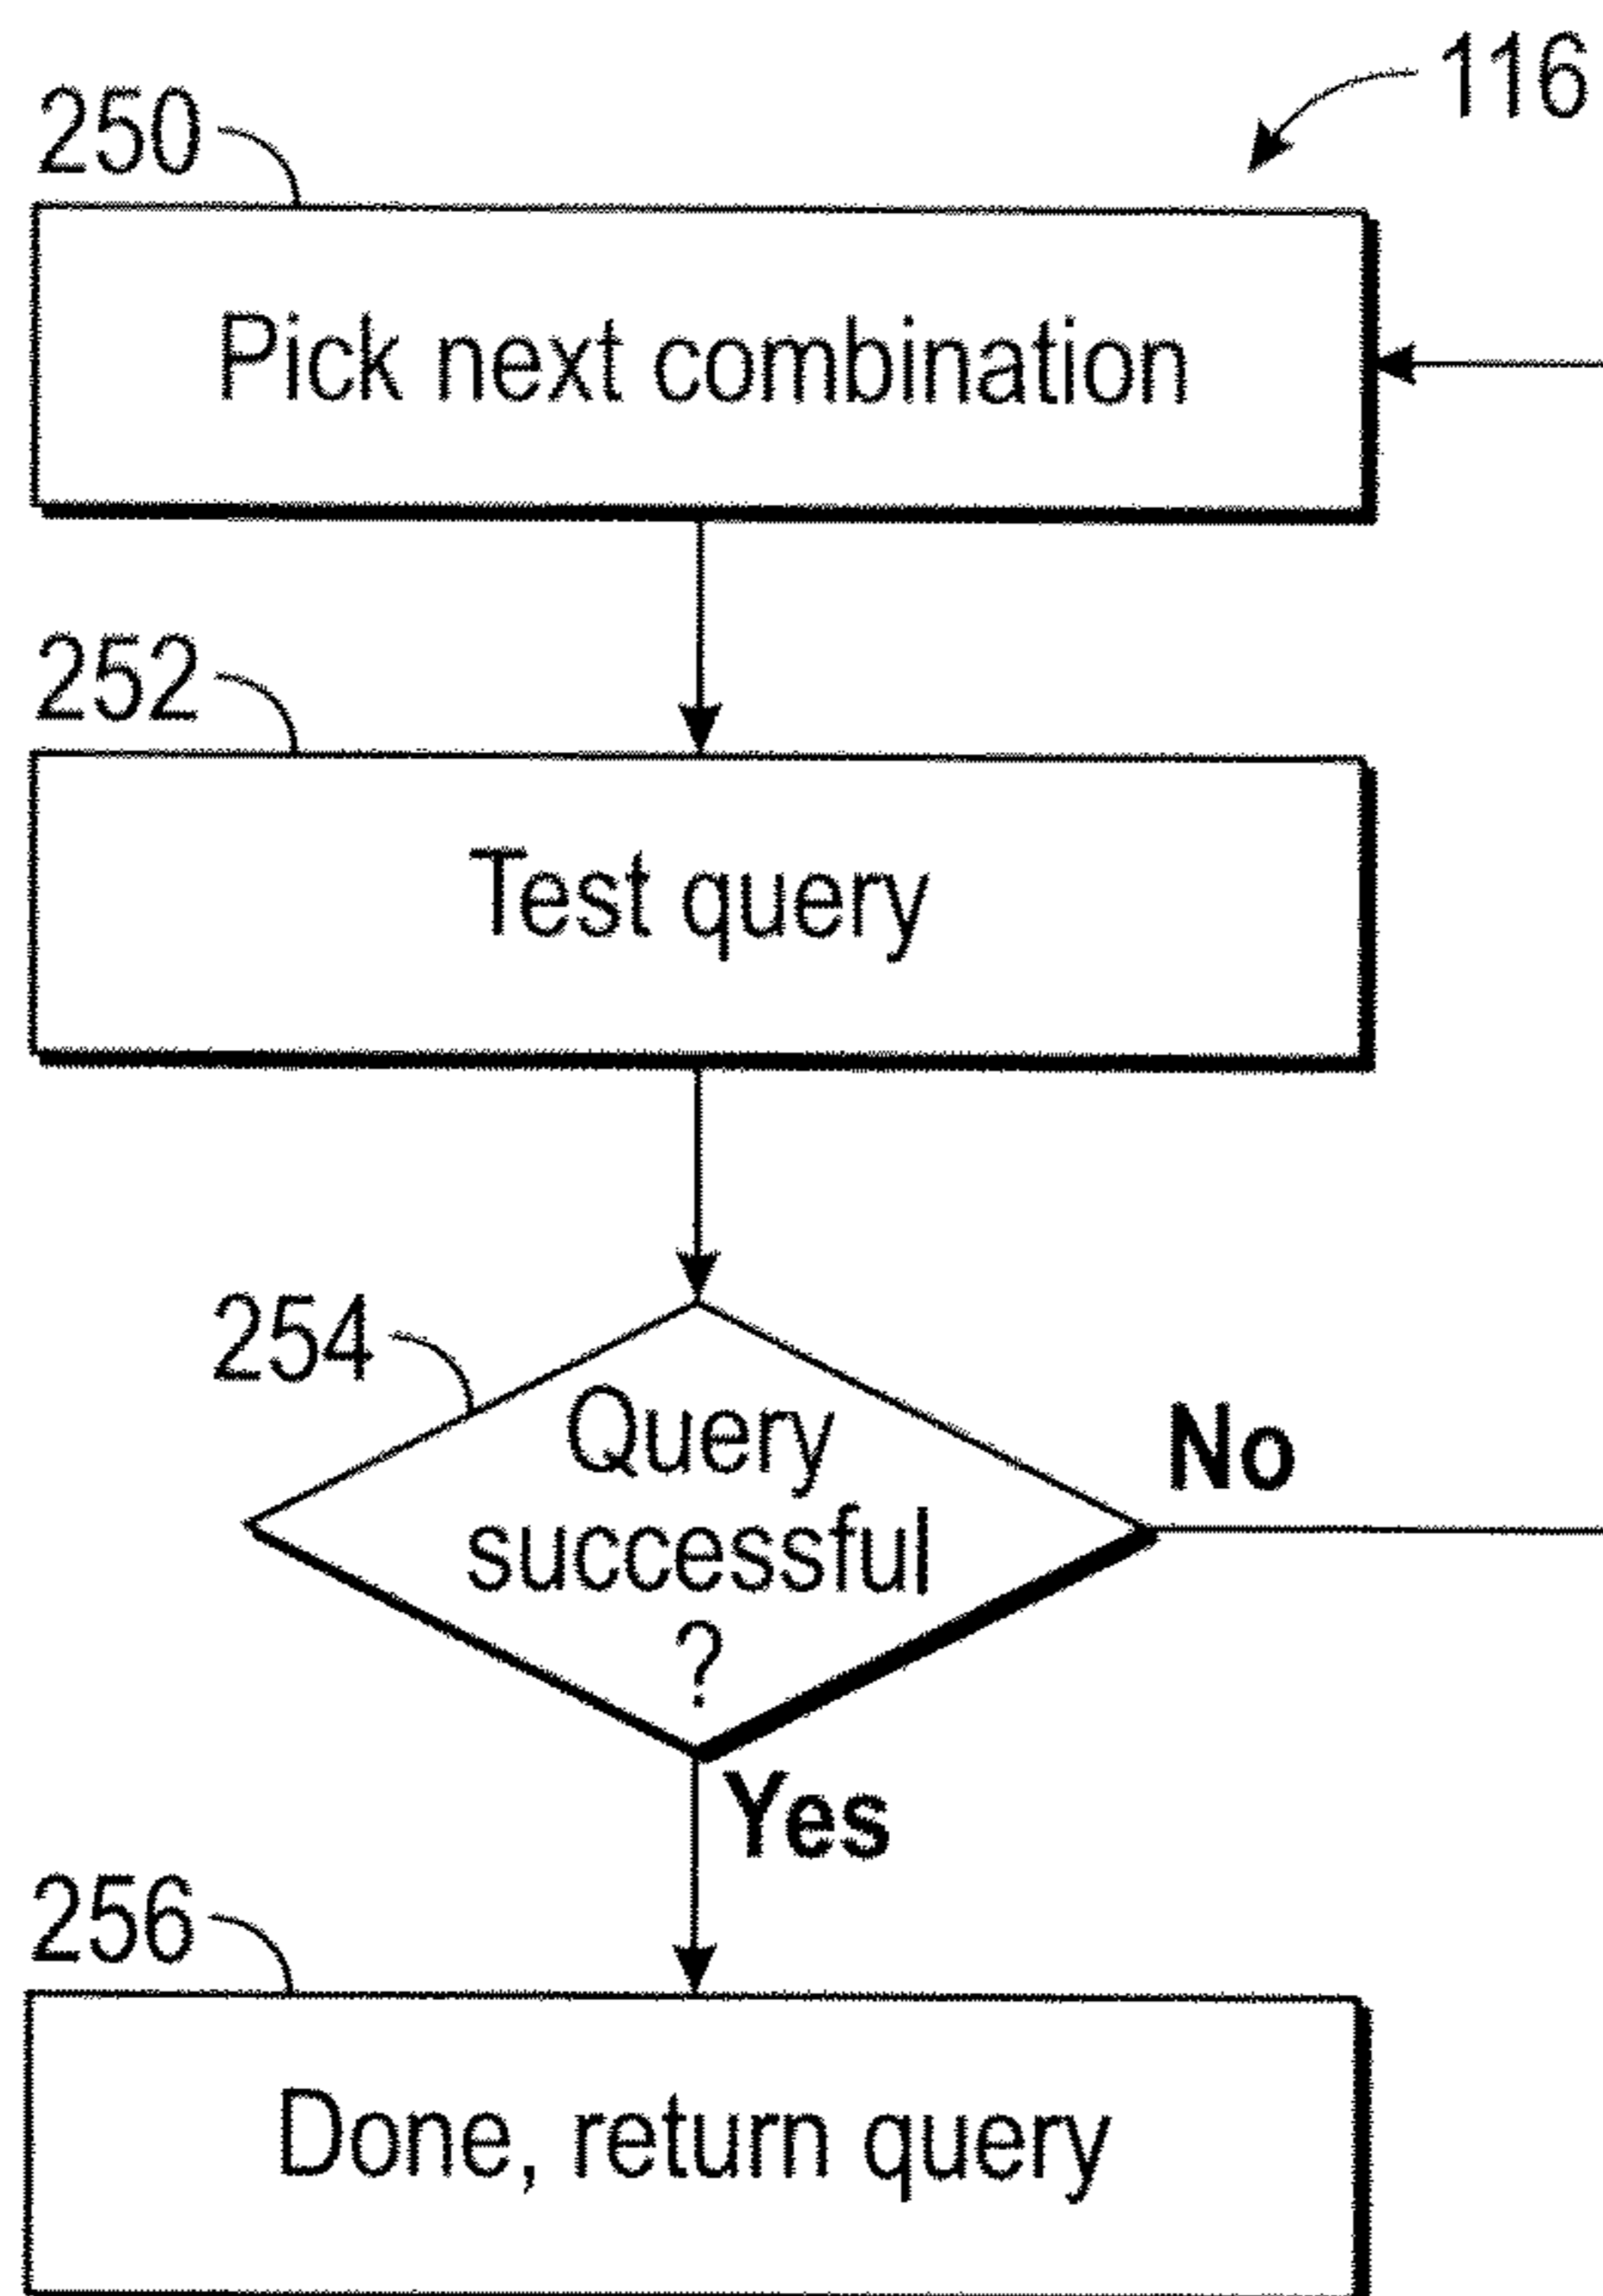 116
250
Pick next combination
252
Test query
254
Query
successful
?
No
Yes
256
Done, return query